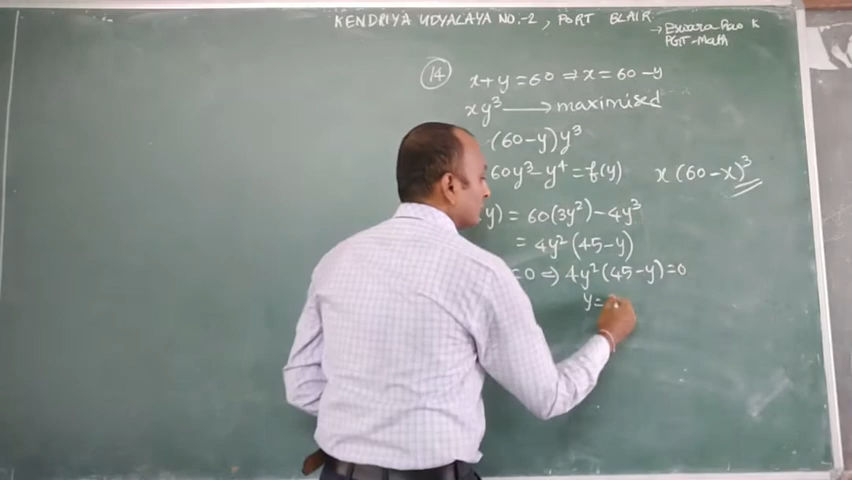 KENDRIYA VIDYALAYA NO.-2, PORT BLAIR
→ Eswara Rao K
PGT-Math
14 x+y=60 ⇒ x=60-y
xy³ → maximised
(60-y)y³
60y³-y⁴=f(y) x(60-x)³
y) = 60(3y²)-4y³
= 4y²(45-y)
=0 ⇒ 4y²(45-y)=0
y=